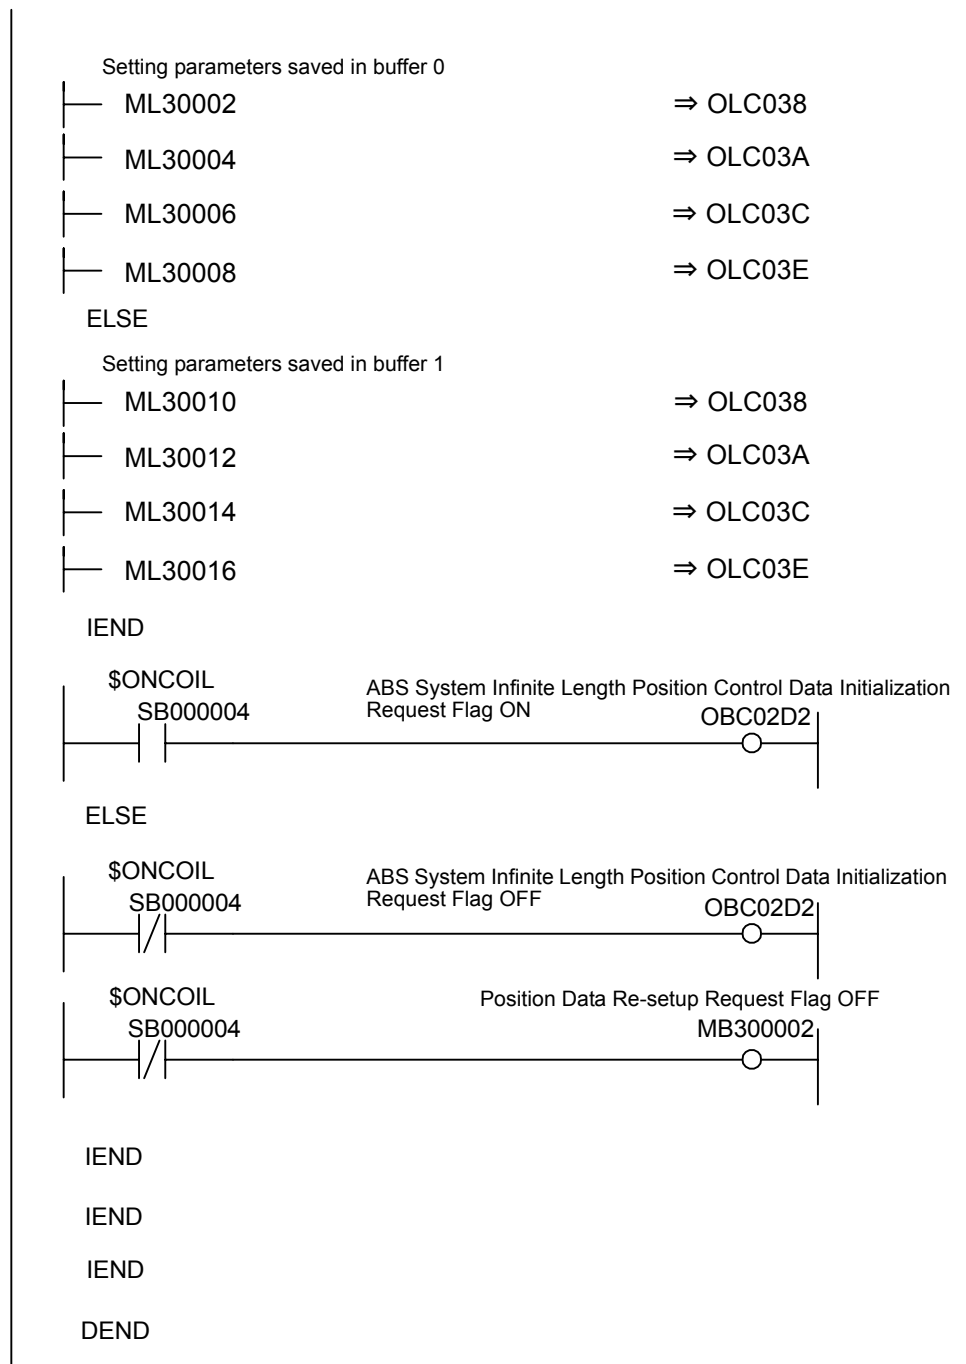 Setting parameters saved in buffer 0
ML30002 ⇒ OLC038
ML30004 ⇒ OLC03A
ML30006 ⇒ OLC03C
ML30008 ⇒ OLC03E
ELSE
Setting parameters saved in buffer 1
ML30010 ⇒ OLC038
ML30012 ⇒ OLC03A
ML30014 ⇒ OLC03C
ML30016 ⇒ OLC03E
IEND
$ONCOIL
SB000004
ABS System Infinite Length Position Control Data Initialization
Request Flag ON
OBC02D2
ELSE
$ONCOIL
SB000004
ABS System Infinite Length Position Control Data Initialization
Request Flag OFF
OBC02D2
$ONCOIL
SB000004
Position Data Re-setup Request Flag OFF
MB300002
IEND
IEND
IEND
DEND